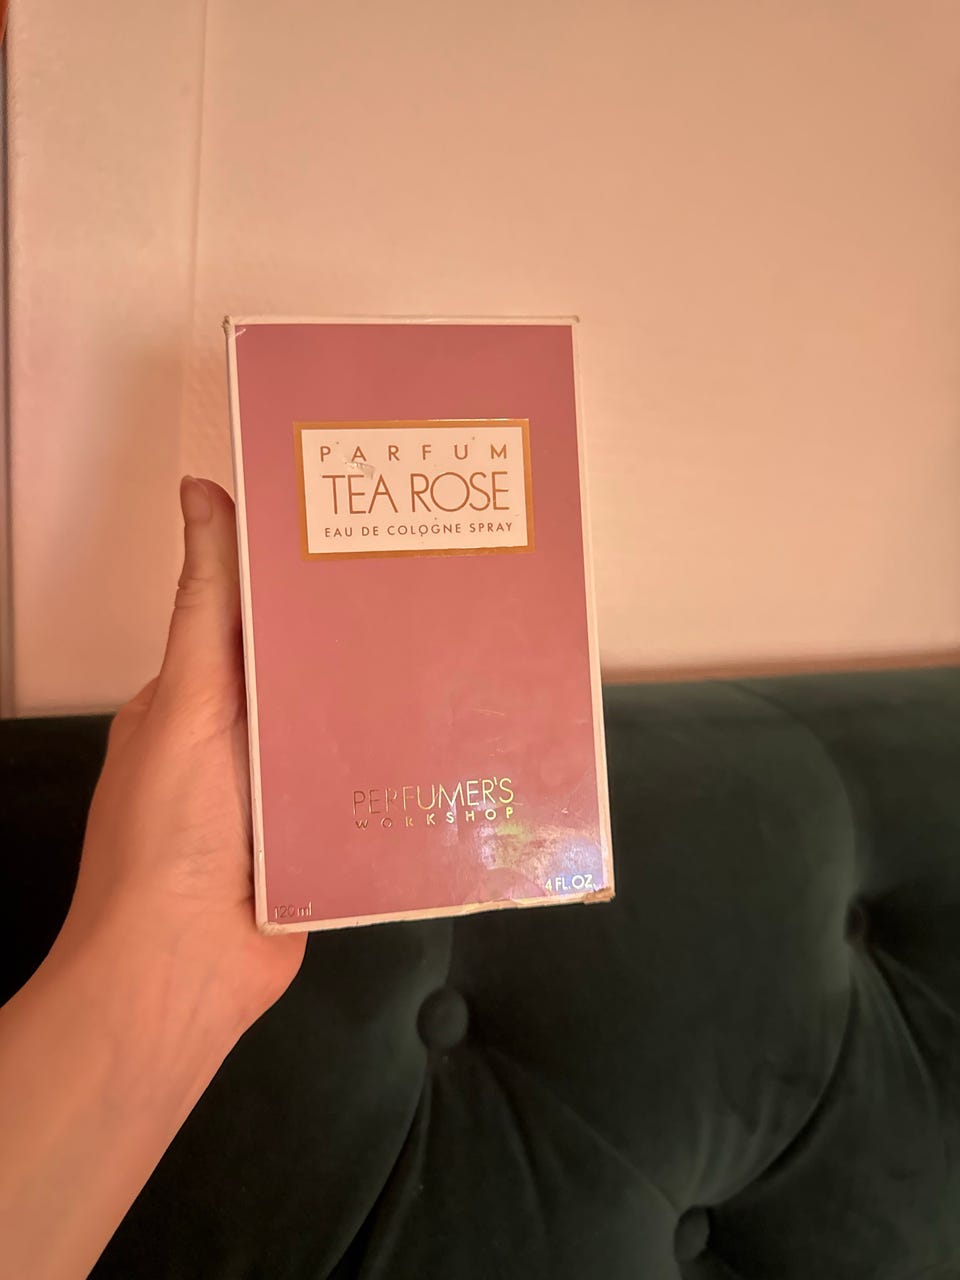 PARFUM
TEA ROSE
EAU DE COLOGNE SPRAY
PERFUMER'S
WORKSHOP
120 ml
4 FL. OZ.